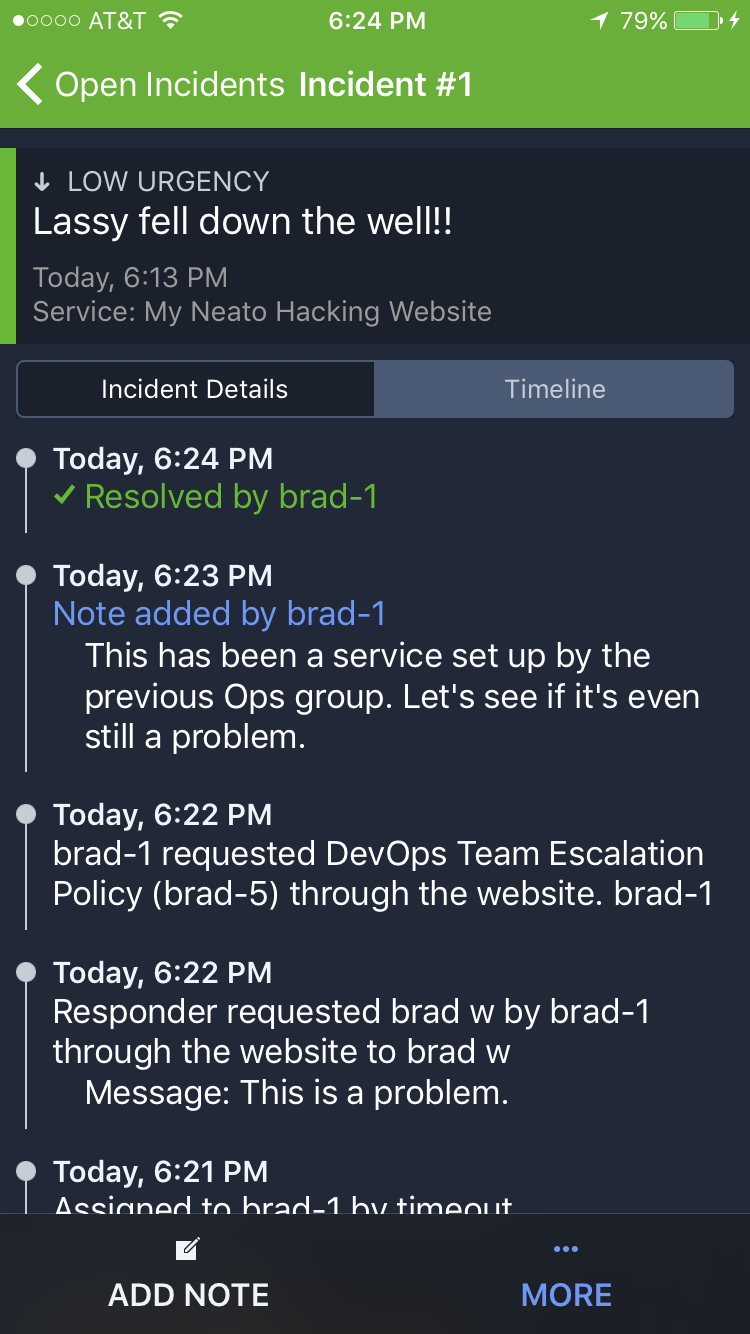 AT&T 6:24 PM 79%
Open Incidents Incident #1
LOW URGENCY
Lassy fell down the well!!
Today, 6:13 PM
Service: My Neato Hacking Website
Incident Details Timeline
Today, 6:24 PM
Resolved by brad-1
Today, 6:23 PM
Note added by brad-1
This has been a service set up by the
previous Ops group. Let's see if it's even
still a problem.
Today, 6:22 PM
brad-1 requested DevOps Team Escalation
Policy (brad-5) through the website. brad-1
Today, 6:22 PM
Responder requested brad w by brad-1
through the website to brad w
Message: This is a problem.
Today, 6:21 PM
Assigned to brad-1 by timeout
ADD NOTE MORE